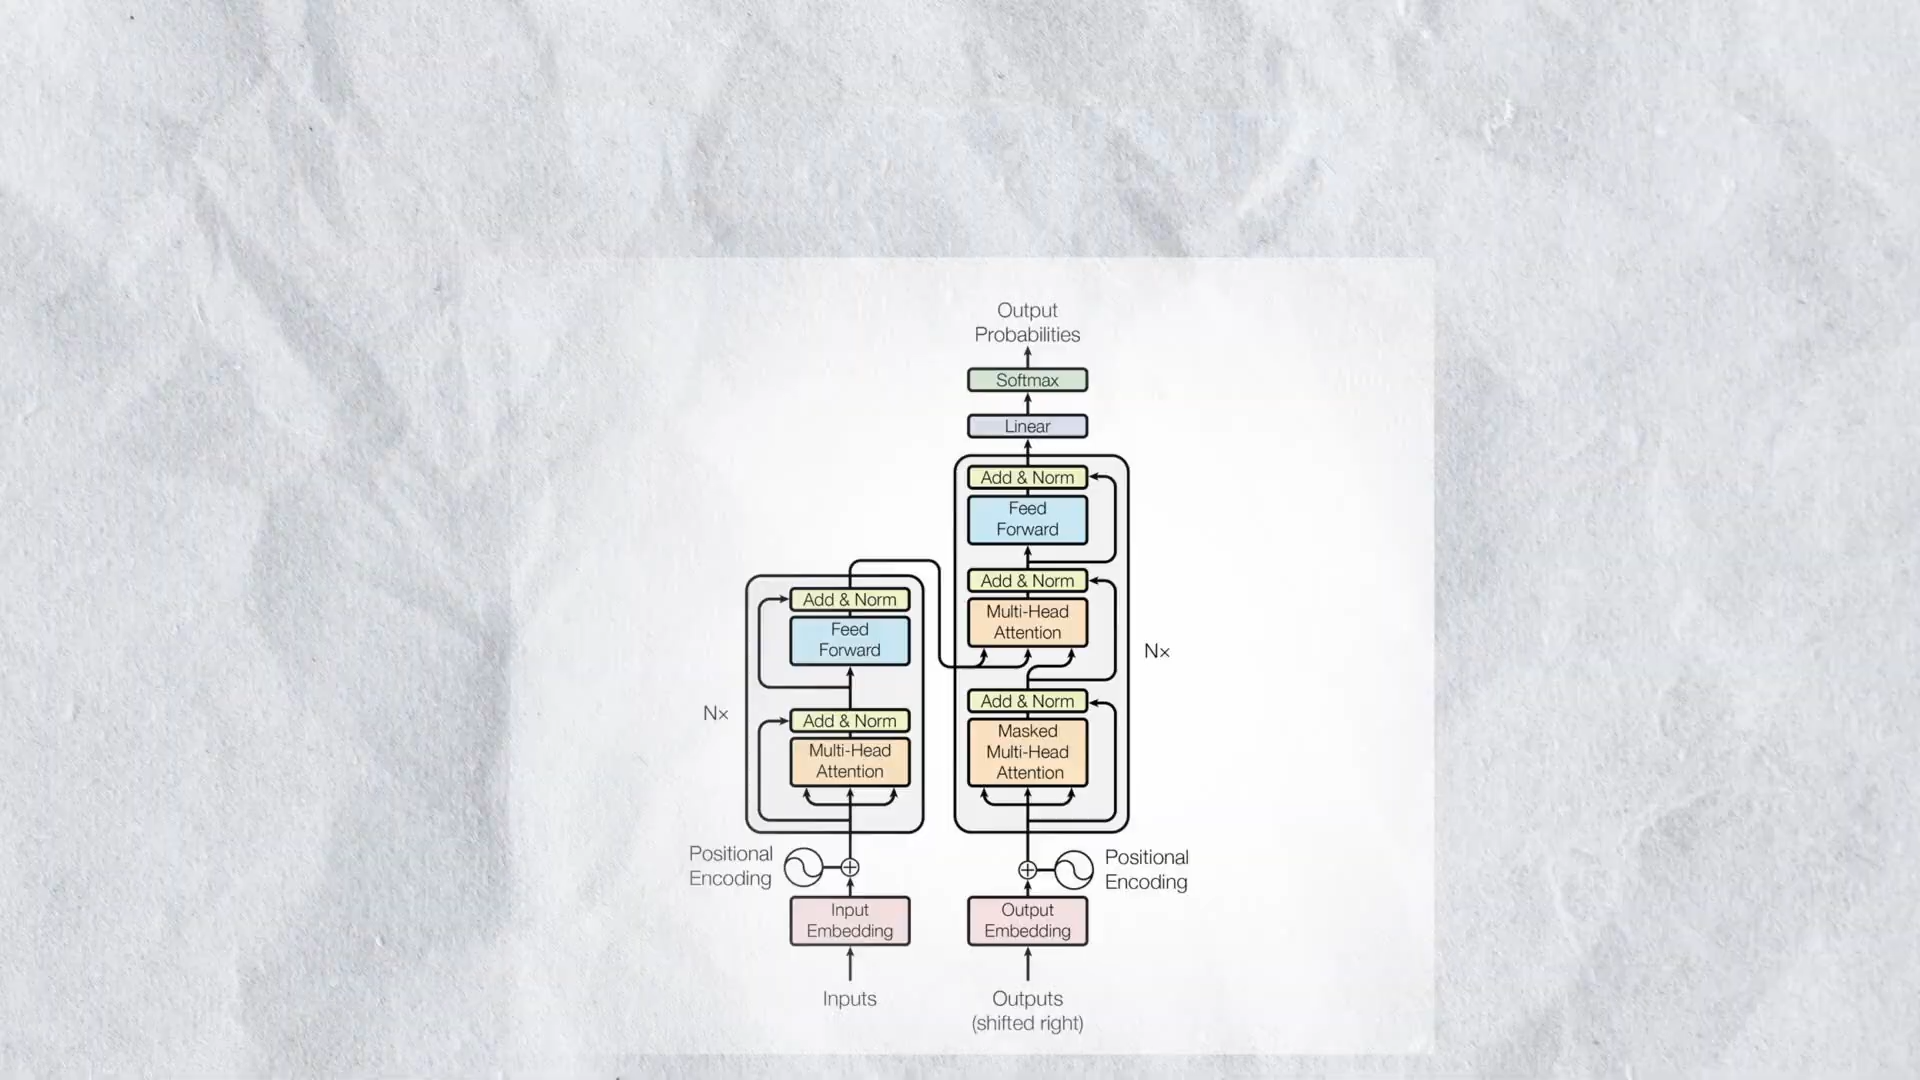 Output
Probabilities
Softmax
Linear
Add & Norm
Feed
Forward
Add & Norm
Multi-Head
Attention
Nx
Add & Norm
Masked
Multi-Head
Attention
Add & Norm
Feed
Forward
Nx
Add & Norm
Multi-Head
Attention
Positional
Encoding
Positional
Encoding
Input
Embedding
Output
Embedding
Inputs
Outputs
(shifted right)